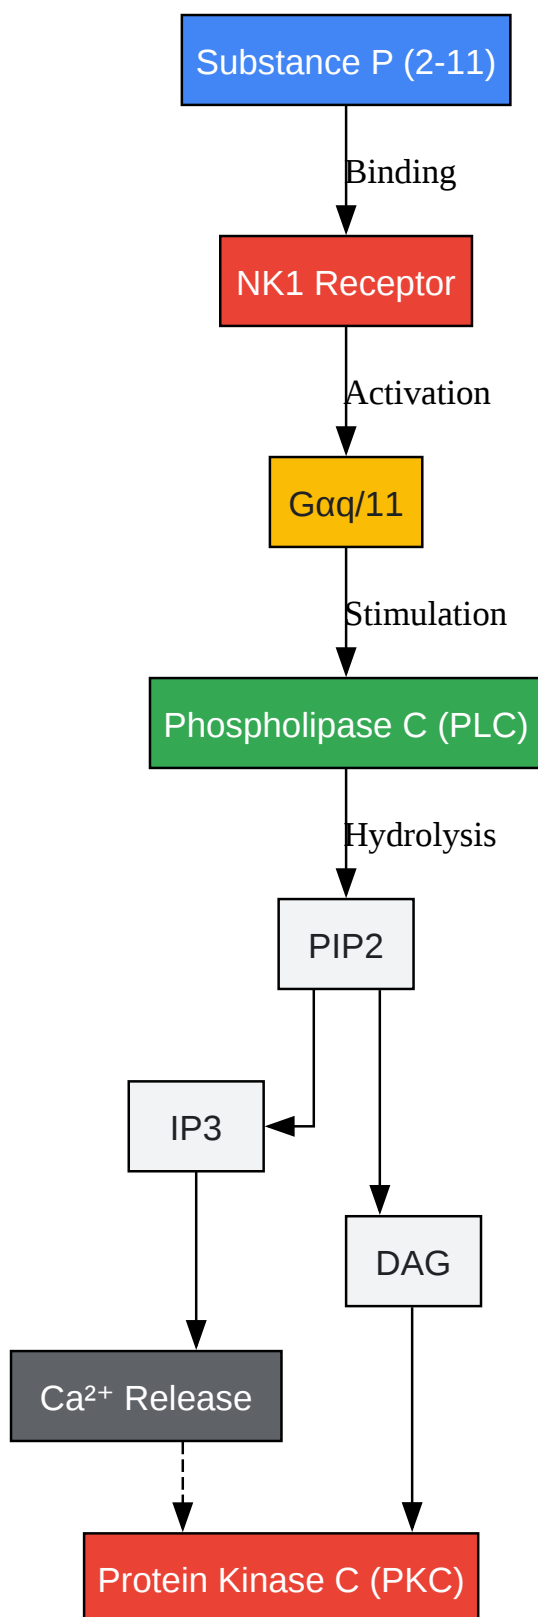 Substance P (2-11)
Binding
NK1 Receptor
Activation
Gαq/11
Stimulation
Phospholipase C (PLC)
Hydrolysis
PIP2
IP3
DAG
Ca²⁺ Release
Protein Kinase C (PKC)